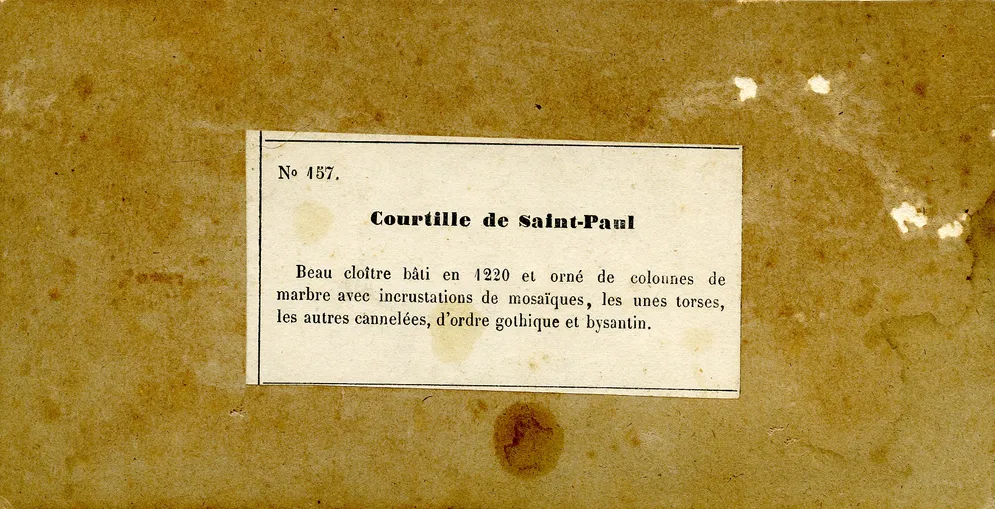 No 157.
Courtille de Saint-Paul
Beau cloître bâti en 1220 et orné de colonnes de
marbre avec incrustations de mosaïques, les unes torses,
les autres cannelées, d'ordre gothique et bysantin.